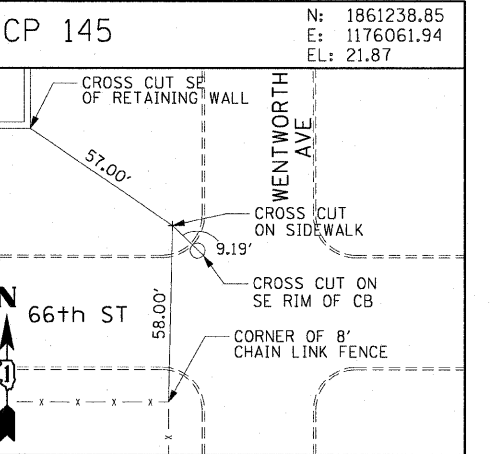 CP 145
N: 1861238.85
E: 1176061.94
EL: 21.87
CROSS CUT SE
OF RETAINING WALL
WENTWORTH
AVE
57.00'
CROSS CUT
ON SIDEWALK
9.19'
CROSS CUT ON
SE RIM OF CB
N
66th ST
58.00'
CORNER OF 8'
CHAIN LINK FENCE
1
x x x x
x